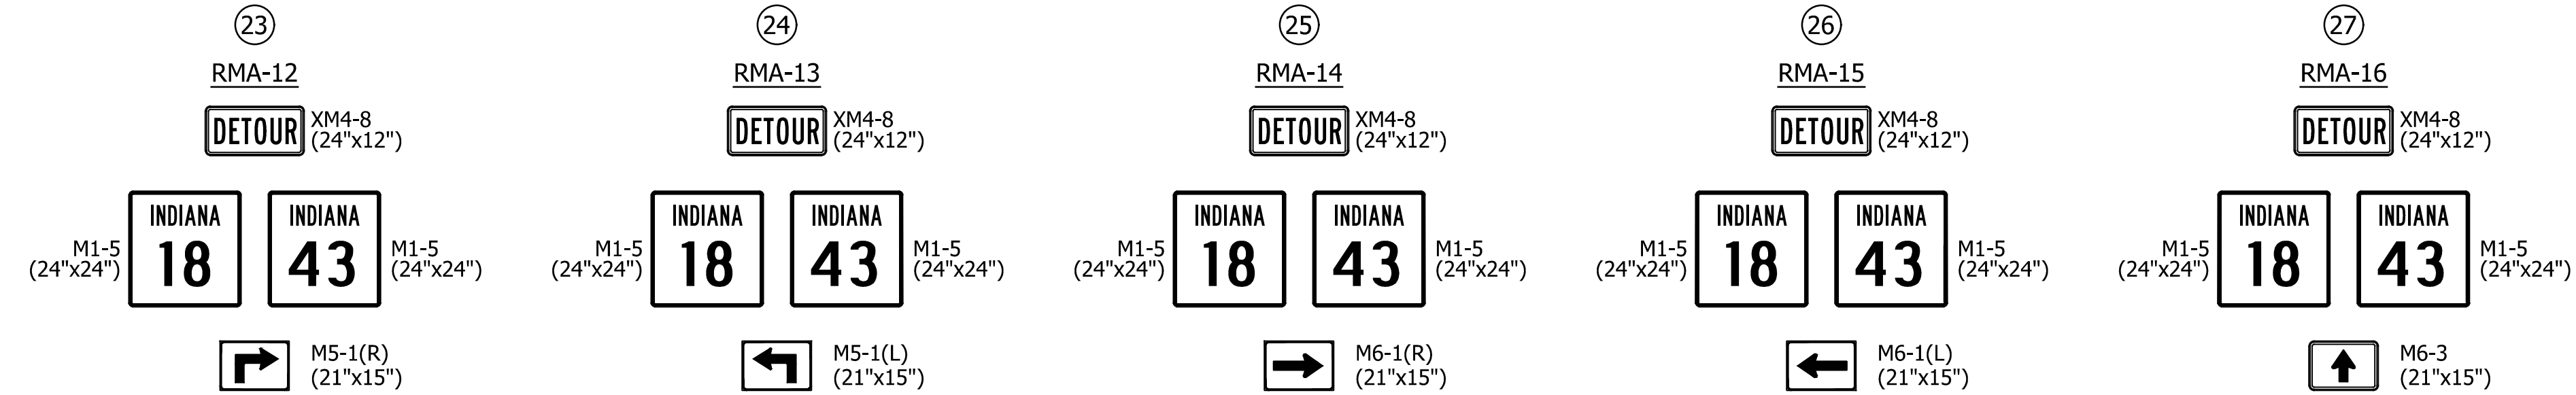 23
RMA-12
DETOUR
XM4-8
(24"x12")
M1-5
(24"x24")
INDIANA
18
INDIANA
43
M1-5
(24"x24")
M5-1(R)
(21"x15")
24
RMA-13
DETOUR
XM4-8
(24"x12")
M1-5
(24"x24")
INDIANA
18
INDIANA
43
M1-5
(24"x24")
M5-1(L)
(21"x15")
25
RMA-14
DETOUR
XM4-8
(24"x12")
M1-5
(24"x24")
INDIANA
18
INDIANA
43
M1-5
(24"x24")
M6-1(R)
(21"x15")
26
RMA-15
DETOUR
XM4-8
(24"x12")
M1-5
(24"x24")
INDIANA
18
INDIANA
43
M1-5
(24"x24")
M6-1(L)
(21"x15")
27
RMA-16
DETOUR
XM4-8
(24"x12")
M1-5
(24"x24")
INDIANA
18
INDIANA
43
M1-5
(24"x24")
M6-3
(21"x15")